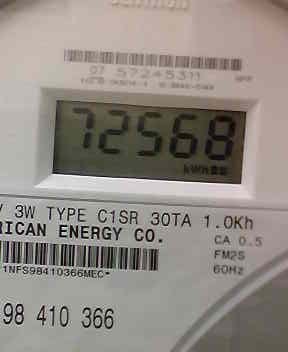 07 57245311
72568
kWh
3W TYPE C1SR 30TA 1.0Kh
RICAN ENERGY CO.
CA 0.5
FM2S
60Hz
1NFS98410366MEC*
98 410 366